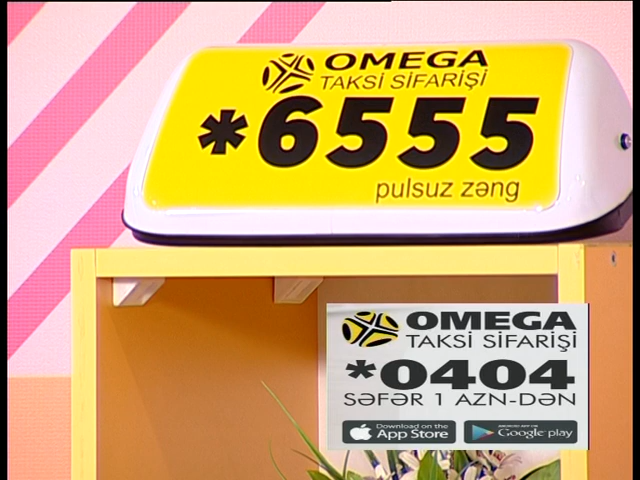 OMEGA
TAKSİ SİFARİŞİ
*6555
pulsuz zəng
OMEGA
TAKSİ SİFARİŞİ
*0404
SƏFƏR 1 AZN-DƏN
Download on the
App Store
Google play